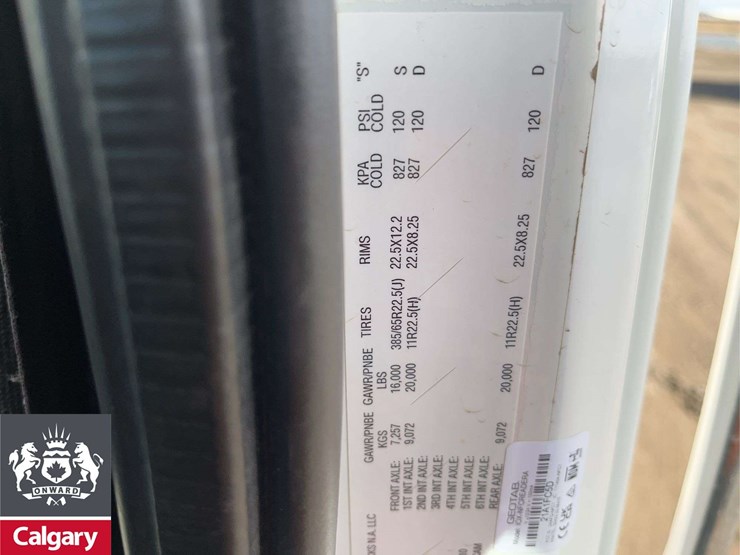 GAWR/PNBE GAWR/PNBE TIRES RIMS KPA PSI "S"
KGS LBS COLD COLD
FRONT AXLE: 7,257 16,000 385/65R22.5(J) 22.5X12.2 827 120 S
1ST INT AXLE: 9,072 20,000 11R22.5(H) 22.5X8.25 827 120 D
2ND INT AXLE:
3RD INT AXLE:
4TH INT AXLE:
5TH INT AXLE:
6TH INT AXLE:
REAR AXLE: 9,072 20,000 11R22.5(H) 22.5X8.25 827 120 D
KS N.A. LLC
GEOTAB
ONWARD
Calgary